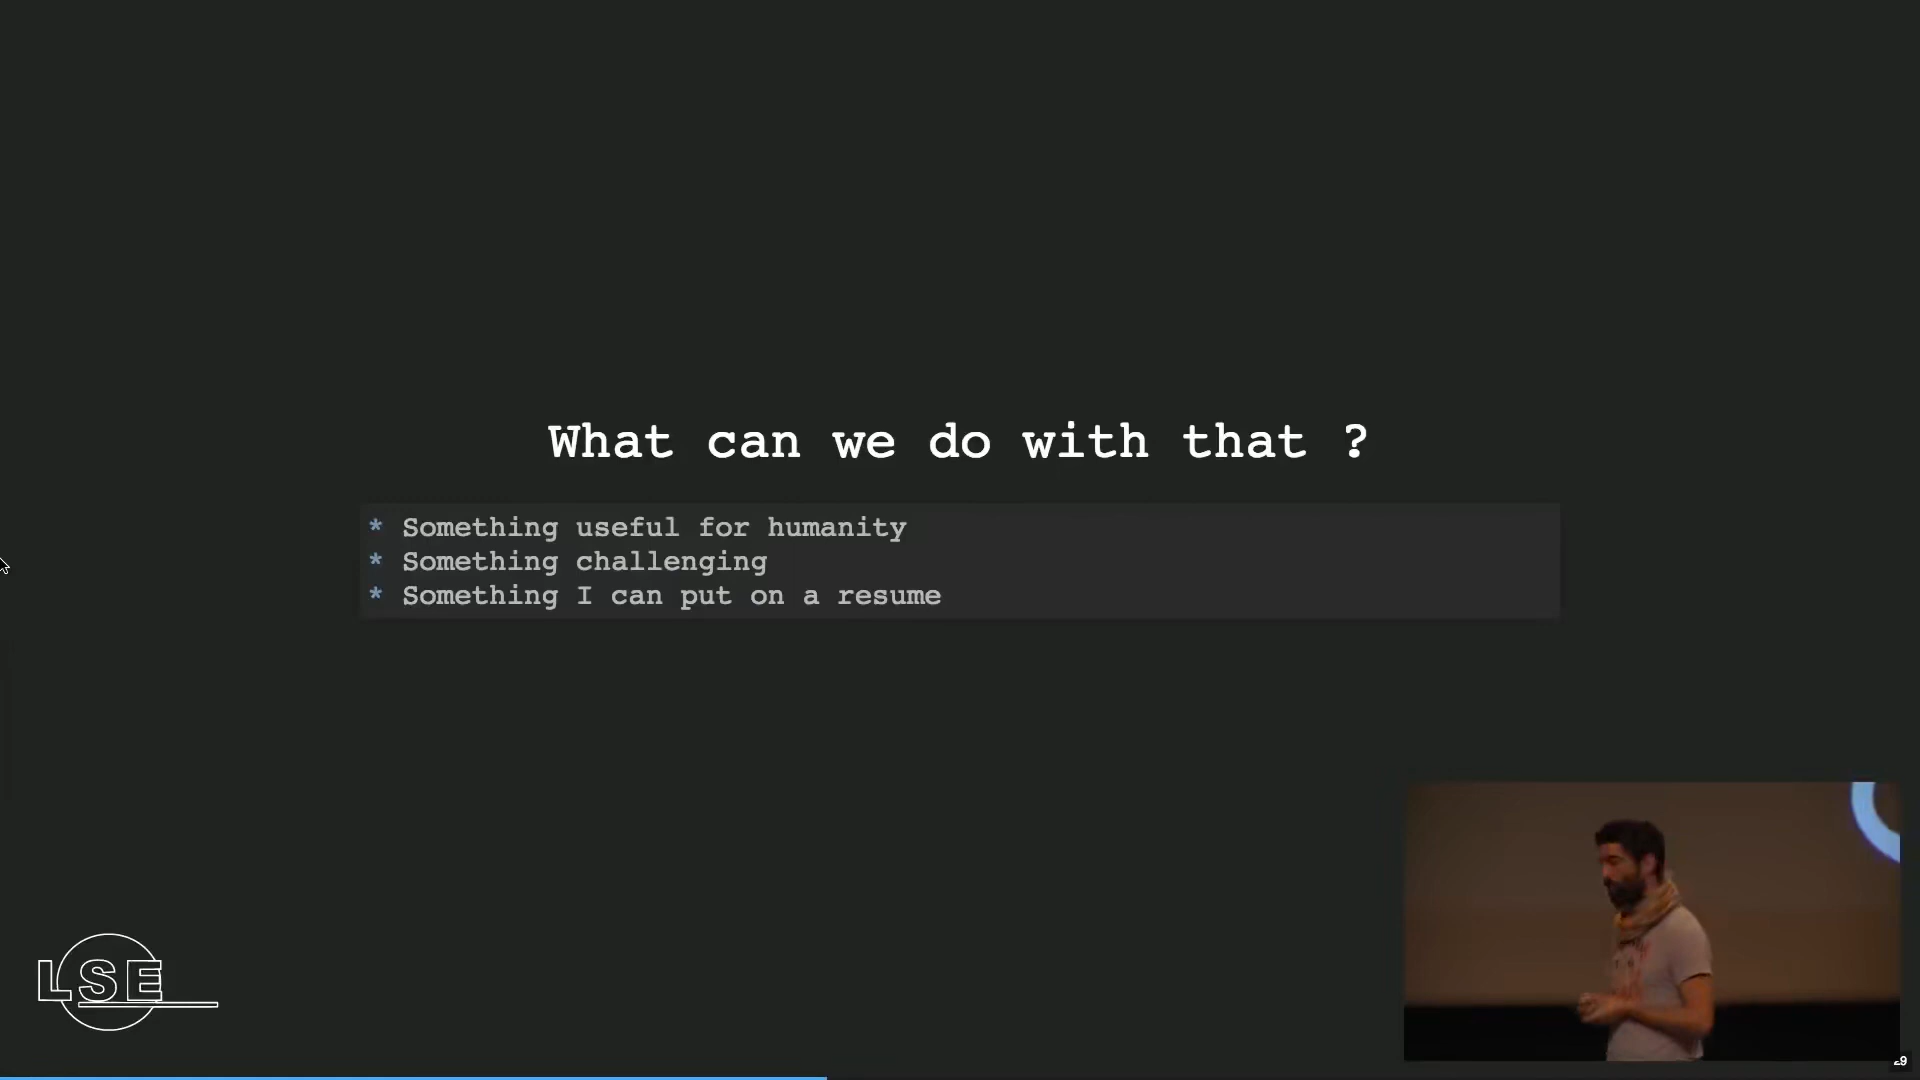 What can we do with that ?
* Something useful for humanity
* Something challenging
* Something I can put on a resume
LSE